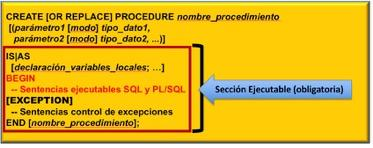 CREATE [OR REPLACE] PROCEDURE nombre_procedimiento
[(parámetro1 [modo] tipo_dato1,
parámetro2 [modo] tipo_dato2, ...)]
IS|AS
[declaración_variables_locales; …]
BEGIN
-- Sentencias ejecutables SQL y PL/SQL
[EXCEPTION]
-- Sentencias control de excepciones
END [nombre_procedimiento];
Sección Ejecutable (obligatoria)